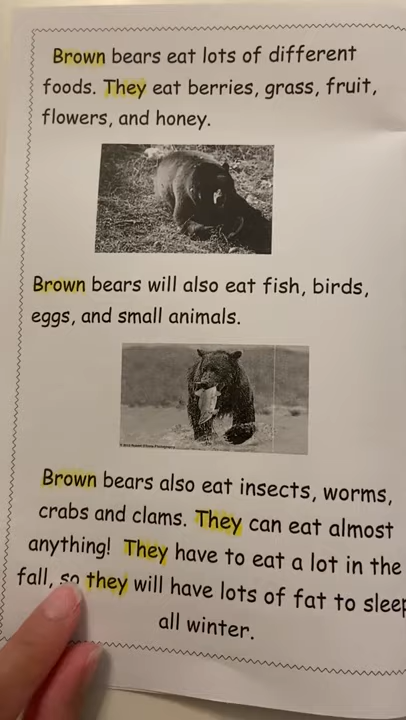 Brown bears eat lots of different
foods. They eat berries, grass, fruit,
flowers, and honey.
Brown bears will also eat fish, birds,
eggs, and small animals.
Brown bears also eat insects, worms,
crabs and clams. They can eat almost
anything! They have to eat a lot in the
fall, so they will have lots of fat to sleep
all winter.